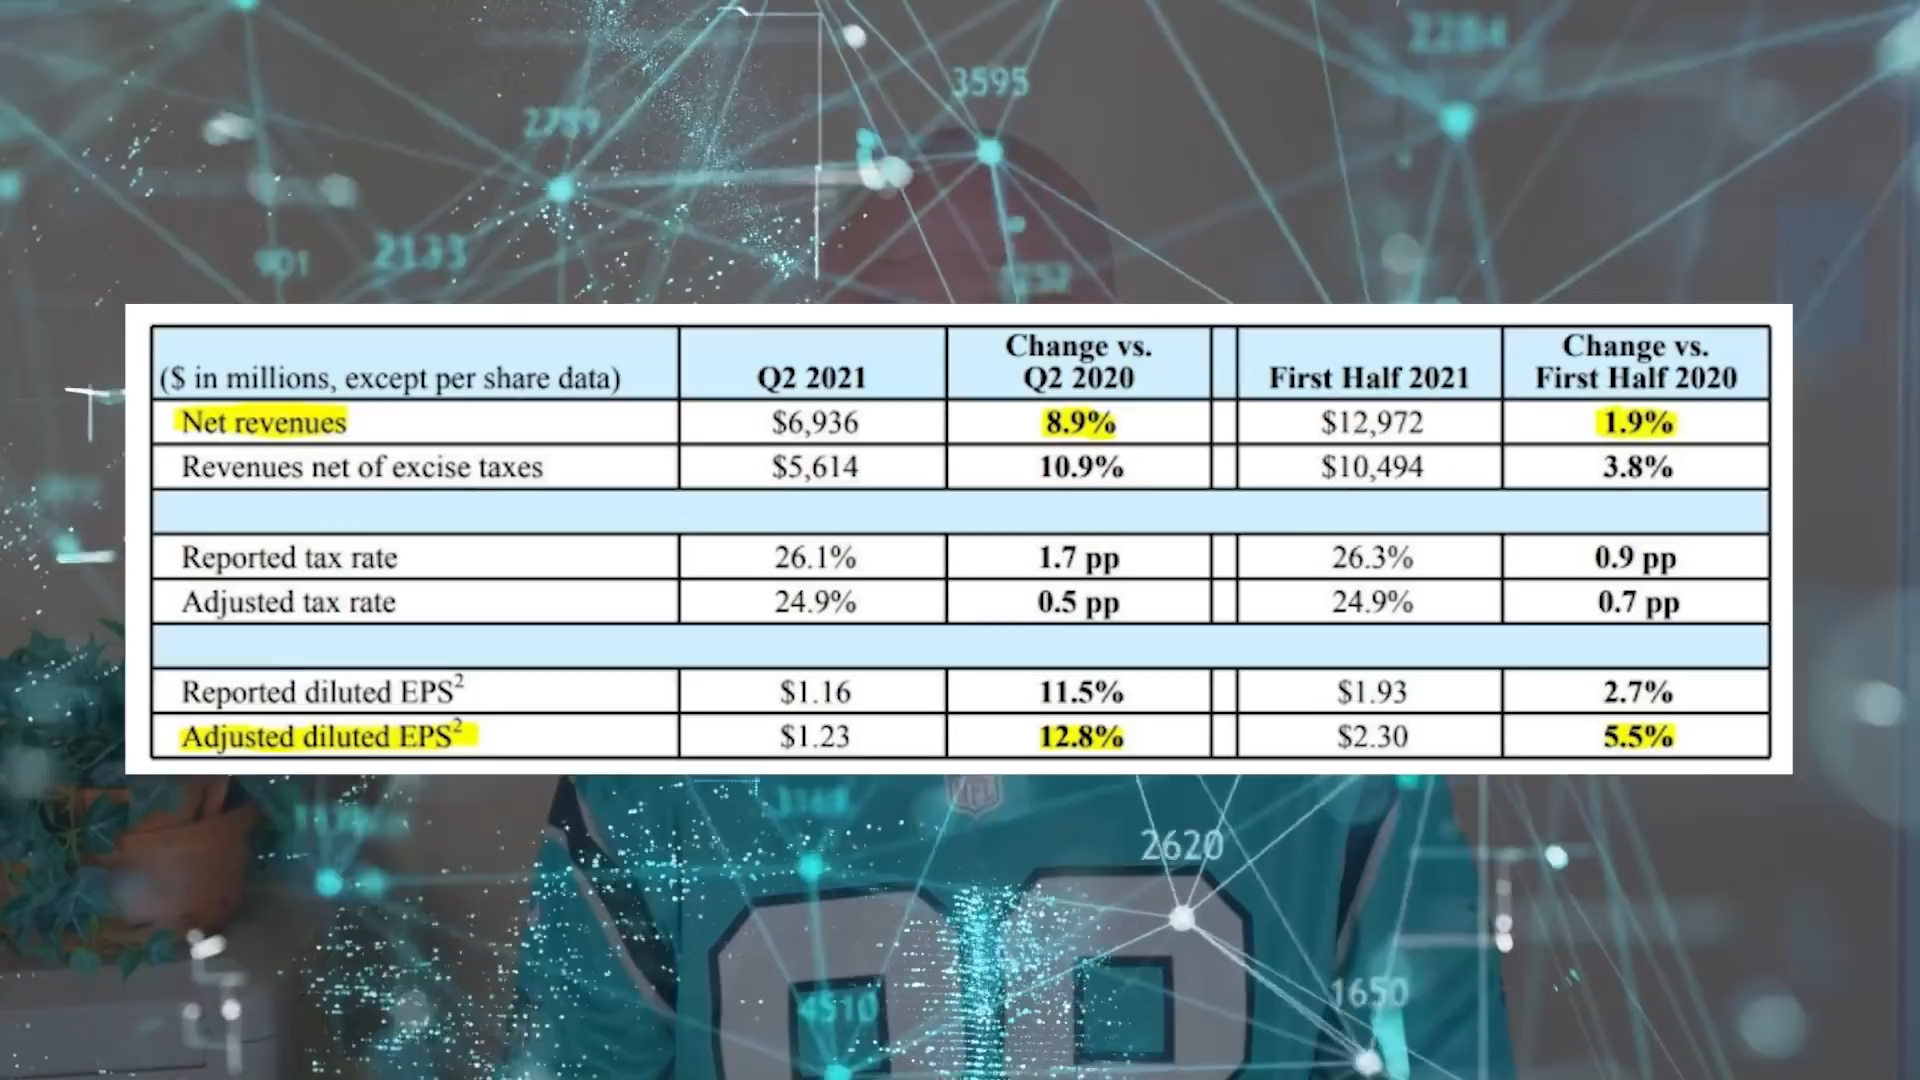 3595
2789
2133
901
($ in millions, except per share data) Q2 2021 Change vs. Q2 2020 First Half 2021 Change vs. First Half 2020
Net revenues $6,936 8.9% $12,972 1.9%
Revenues net of excise taxes $5,614 10.9% $10,494 3.8%
Reported tax rate 26.1% 1.7 pp 26.3% 0.9 pp
Adjusted tax rate 24.9% 0.5 pp 24.9% 0.7 pp
Reported diluted EPS² $1.16 11.5% $1.93 2.7%
Adjusted diluted EPS² $1.23 12.8% $2.30 5.5%
NFL
2620
4510
1650